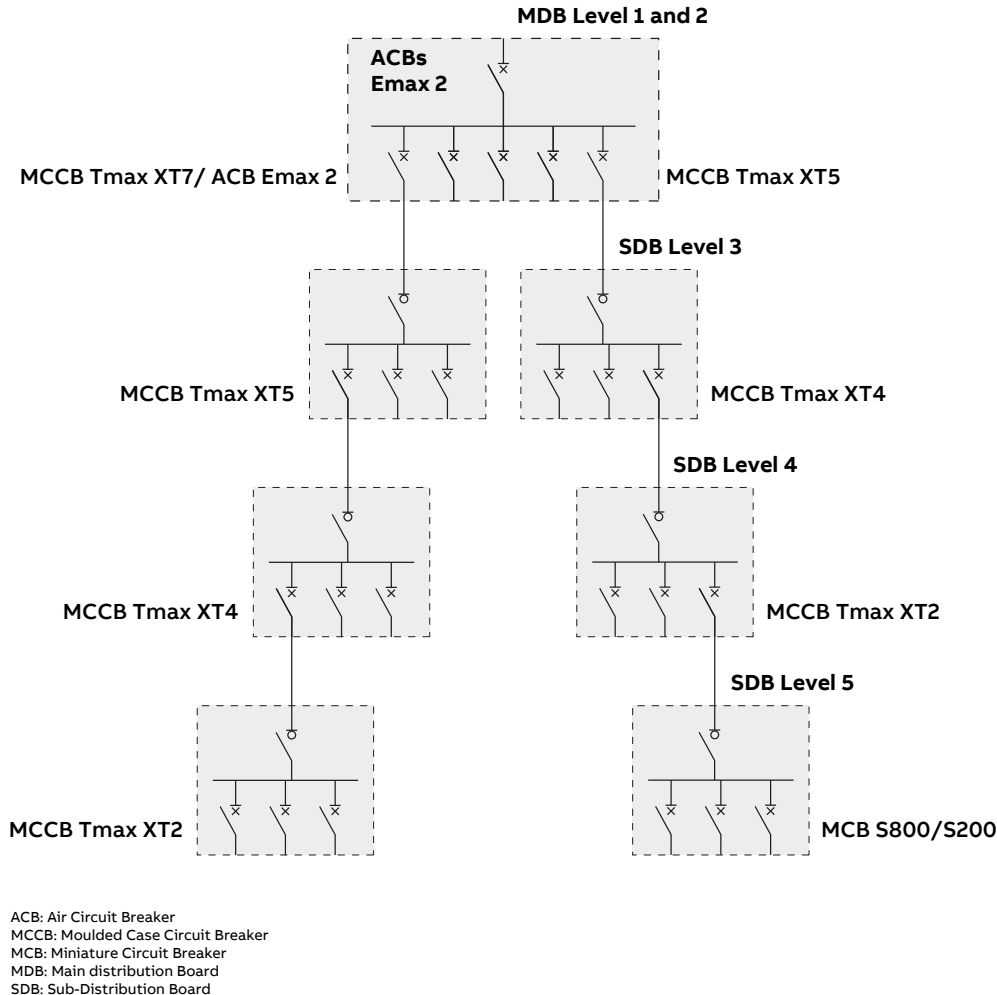 MDB Level 1 and 2
ACBs
Emax 2
MCCB Tmax XT7/ ACB Emax 2
MCCB Tmax XT5
SDB Level 3
MCCB Tmax XT5
MCCB Tmax XT4
SDB Level 4
MCCB Tmax XT4
MCCB Tmax XT2
SDB Level 5
MCCB Tmax XT2
MCB S800/S200
ACB: Air Circuit Breaker
MCCB: Moulded Case Circuit Breaker
MCB: Miniature Circuit Breaker
MDB: Main distribution Board
SDB: Sub-Distribution Board